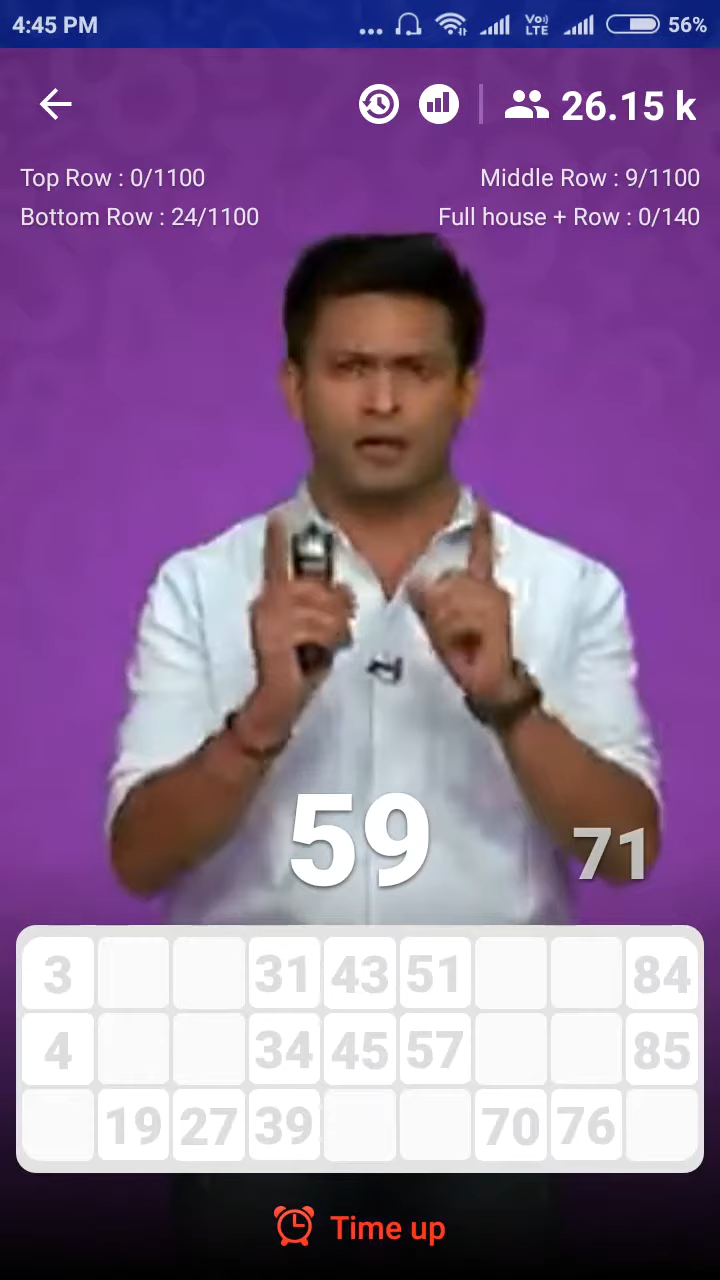 4:45 PM ... Vo)) LTE 56%
26.15 k
Top Row : 0/1100 Middle Row : 9/1100
Bottom Row : 24/1100 Full house + Row : 0/140
59 71
3 31 43 51 84
4 34 45 57 85
19 27 39 70 76
Time up